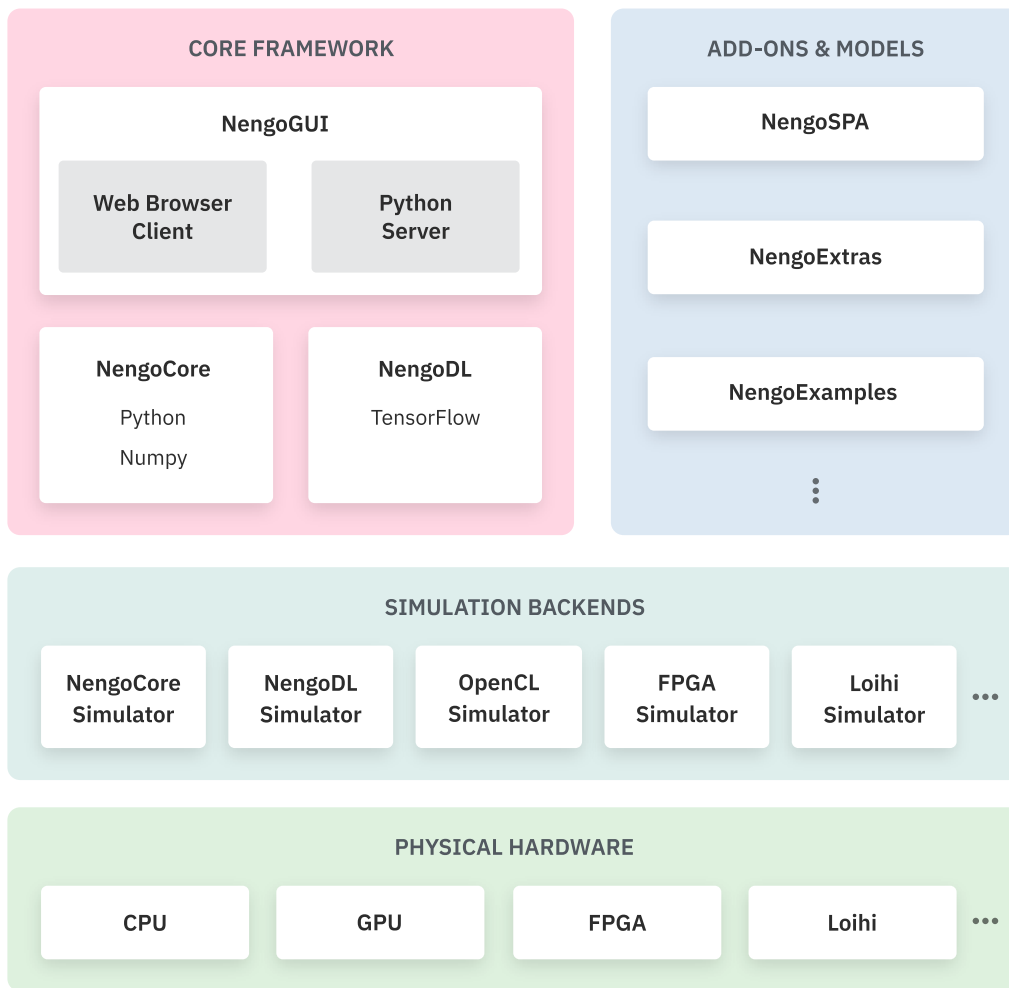 CORE FRAMEWORK
NengoGUI
Web Browser
Client
Python
Server
NengoCore
Python
Numpy
NengoDL
TensorFlow
ADD-ONS & MODELS
NengoSPA
NengoExtras
NengoExamples
SIMULATION BACKENDS
NengoCore
Simulator
NengoDL
Simulator
OpenCL
Simulator
FPGA
Simulator
Loihi
Simulator
PHYSICAL HARDWARE
CPU
GPU
FPGA
Loihi